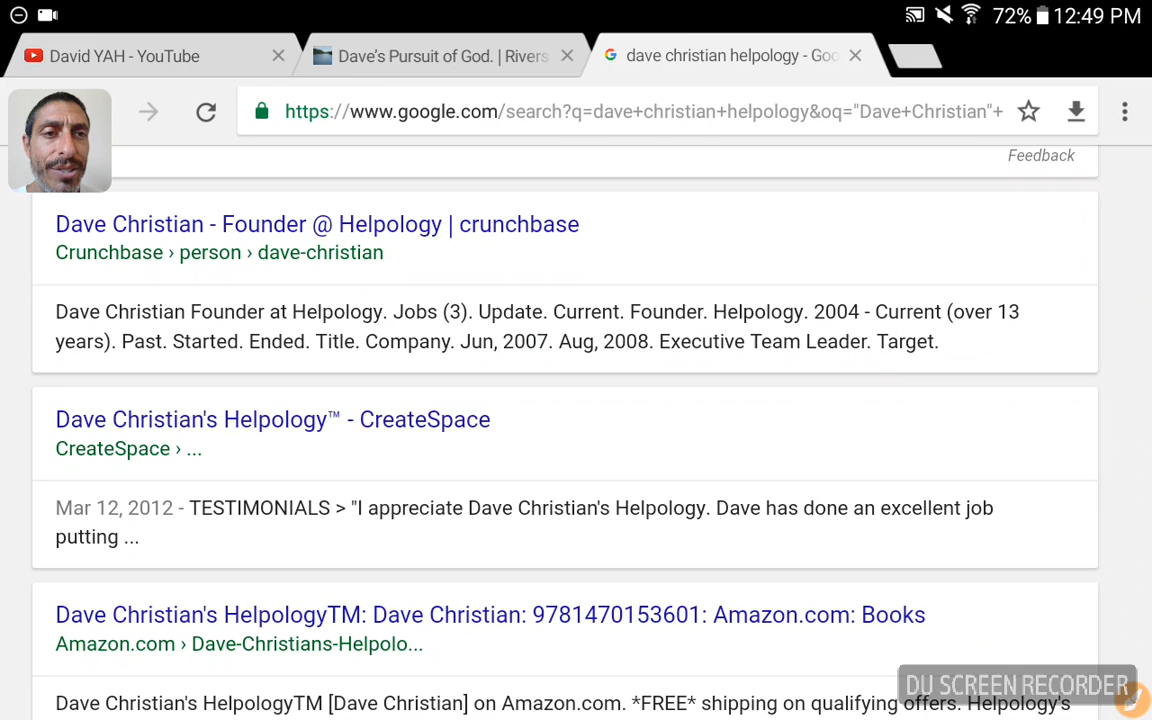 72% 12:49 PM
David YAH - YouTube
Dave's Pursuit of God. | Rivers
dave christian helpology - Goo
https://www.google.com/search?q=dave+christian+helpology&oq="Dave+Christian"+
Feedback
Dave Christian - Founder @ Helpology | crunchbase
Crunchbase › person › dave-christian
Dave Christian Founder at Helpology. Jobs (3). Update. Current. Founder. Helpology. 2004 - Current (over 13
years). Past. Started. Ended. Title. Company. Jun, 2007. Aug, 2008. Executive Team Leader. Target.
Dave Christian's Helpology™ - CreateSpace
CreateSpace › ...
Mar 12, 2012 - TESTIMONIALS > "I appreciate Dave Christian's Helpology. Dave has done an excellent job
putting ...
Dave Christian's HelpologyTM: Dave Christian: 9781470153601: Amazon.com: Books
Amazon.com › Dave-Christians-Helpolo...
Dave Christian's HelpologyTM [Dave Christian] on Amazon.com. *FREE* shipping on qualifying offers. Helpology's
DU SCREEN RECORDER